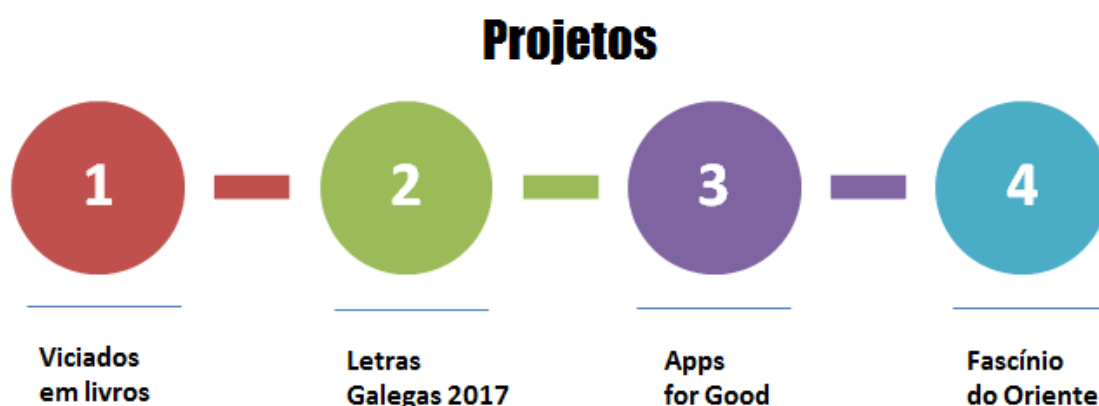 Projetos
1
2
3
4
Viciados
em livros
Letras
Galegas 2017
Apps
for Good
Fascínio
do Oriente